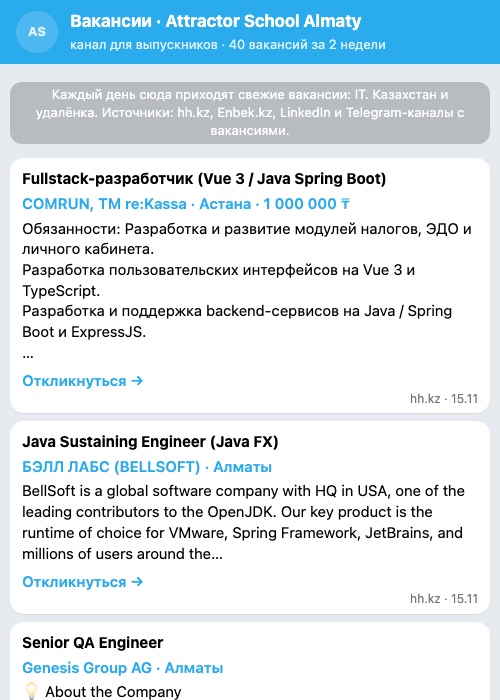 AS
Вакансии · Attractor School Almaty
канал для выпускников · 40 вакансий за 2 недели
Каждый день сюда приходят свежие вакансии: IT. Казахстан и
удалёнка. Источники: hh.kz, Enbek.kz, LinkedIn и Telegram-каналы с
вакансиями.
Fullstack-разработчик (Vue 3 / Java Spring Boot)
COMRUN, ТМ re:Kassa · Астана · 1 000 000 ₸
Обязанности: Разработка и развитие модулей налогов, ЭДО и
личного кабинета.
Разработка пользовательских интерфейсов на Vue 3 и
TypeScript.
Разработка и поддержка backend-сервисов на Java / Spring
Boot и ExpressJS.
...
Откликнуться →
hh.kz · 15.11
Java Sustaining Engineer (Java FX)
БЭЛЛ ЛАБС (BELLSOFT) · Алматы
BellSoft is a global software company with HQ in USA, one of the
leading contributors to the OpenJDK. Our key product is the
runtime of choice for VMware, Spring Framework, JetBrains, and
millions of users around the...
Откликнуться →
hh.kz · 15.11
Senior QA Engineer
Genesis Group AG · Алматы
💡 About the Company